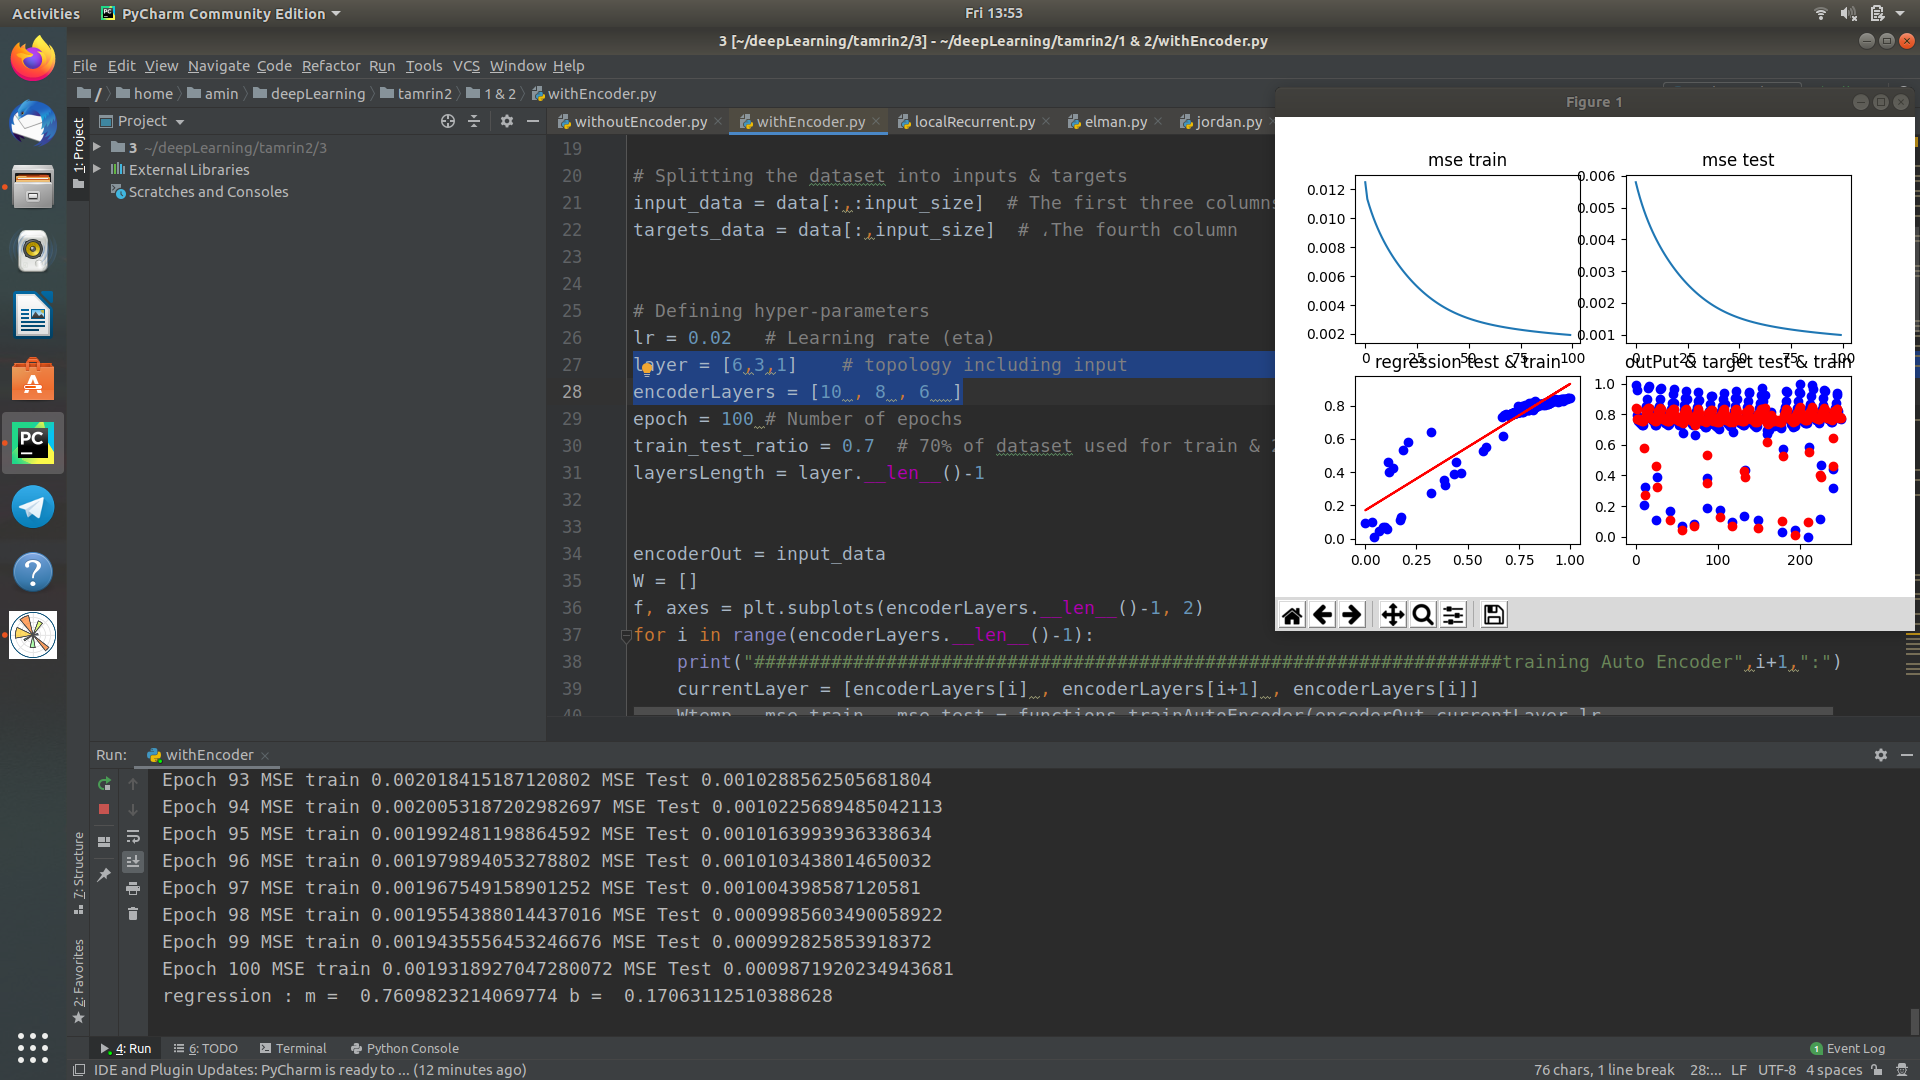 Activities
PyCharm Community Edition
Fri 13:53
3 [~/deepLearning/tamrin2/3] - ~/deepLearning/tamrin2/1 & 2/withEncoder.py
File Edit View Navigate Code Refactor Run Tools VCS Window Help
/ home amin deepLearning tamrin2 1 & 2 withEncoder.py
Project
withoutEncoder.py withEncoder.py localRecurrent.py elman.py jordan.py
1: Project
3 ~/deepLearning/tamrin2/3
External Libraries
Scratches and Consoles
19
20 # Splitting the dataset into inputs & targets
21 input_data = data[:,:input_size] # The first three columns
22 targets_data = data[:,input_size] # ،The fourth column
23
24
25 # Defining hyper-parameters
26 lr = 0.02 # Learning rate (eta)
27 layer = [6,3,1] # topology including input
28 encoderLayers = [10 , 8 , 6 ]
29 epoch = 100 # Number of epochs
30 train_test_ratio = 0.7 # 70% of dataset used for train &
31 layersLength = layer.__len__()-1
32
33
34 encoderOut = input_data
35 W = []
36 f, axes = plt.subplots(encoderLayers.__len__()-1, 2)
37 for i in range(encoderLayers.__len__()-1):
38 print("####################################################################training Auto Encoder",i+1,":")
39 currentLayer = [encoderLayers[i] , encoderLayers[i+1] , encoderLayers[i]]
40 Wtemp , mse_train , mse_test = functions.trainAutoEncoder(encoderOut,currentLayer,lr
Figure 1
mse train
0.012
0.010
0.008
0.006
0.004
0.002
0 25 50 75 100
mse test
0.006
0.005
0.004
0.003
0.002
0.001
0 25 50 75 100
regression test & train
0.8
0.6
0.4
0.2
0.0
0.00 0.25 0.50 0.75 1.00
outPut & target test & train
1.0
0.8
0.6
0.4
0.2
0.0
0 100 200
Run: withEncoder
Epoch 93 MSE train 0.002018415187120802 MSE Test 0.0010288562505681804
Epoch 94 MSE train 0.0020053187202982697 MSE Test 0.0010225689485042113
Epoch 95 MSE train 0.001992481198864592 MSE Test 0.0010163993936338634
Epoch 96 MSE train 0.001979894053278802 MSE Test 0.0010103438014650032
Epoch 97 MSE train 0.001967549158901252 MSE Test 0.001004398587120581
Epoch 98 MSE train 0.0019554388014437016 MSE Test 0.0009985603490058922
Epoch 99 MSE train 0.0019435556453246676 MSE Test 0.000992825853918372
Epoch 100 MSE train 0.0019318927047280072 MSE Test 0.0009871920234943681
regression : m = 0.7609823214069774 b = 0.17063112510388628
7: Structure
2: Favorites
4: Run 6: TODO Terminal Python Console
1 Event Log
IDE and Plugin Updates: PyCharm is ready to ... (12 minutes ago)
76 chars, 1 line break 28:... LF UTF-8 4 spaces